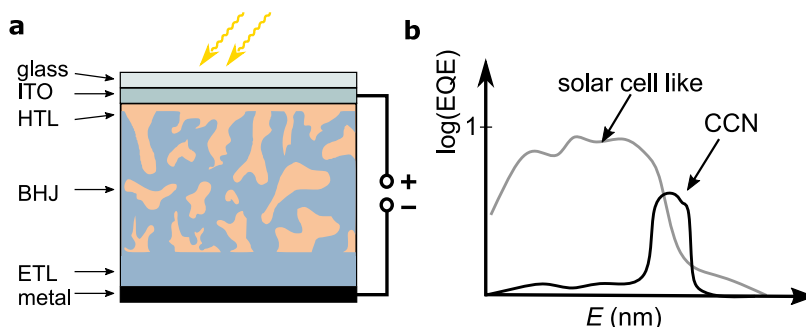 a
glass
ITO
HTL
BHJ
ETL
metal
+
−
b
log(EQE)
1
solar cell like
CCN
E (nm)